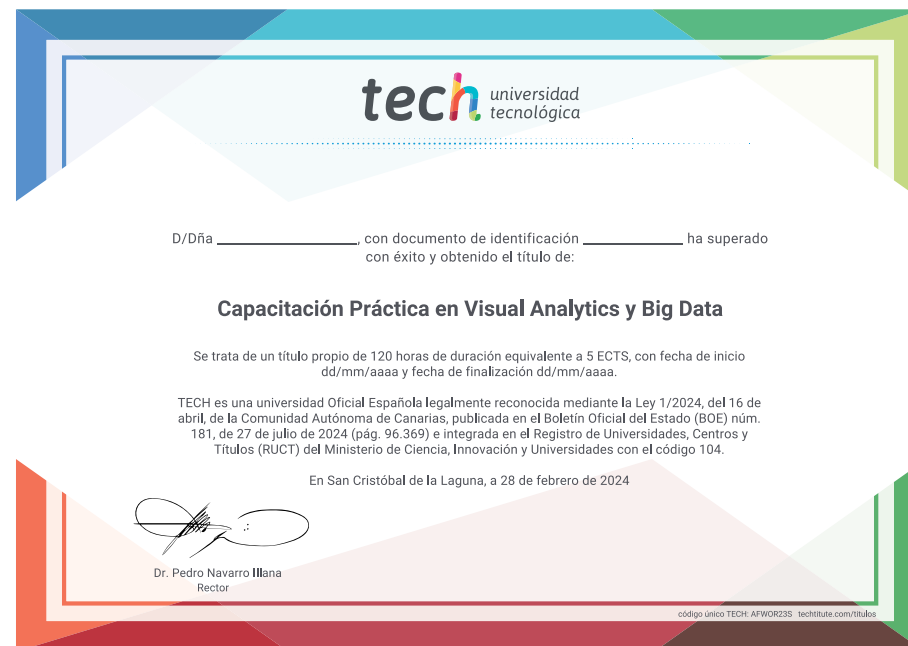 tech universidad
tecnológica
D/Dña ____________, con documento de identificación ____________ ha superado
con éxito y obtenido el título de:
Capacitación Práctica en Visual Analytics y Big Data
Se trata de un título propio de 120 horas de duración equivalente a 5 ECTS, con fecha de inicio
dd/mm/aaaa y fecha de finalización dd/mm/aaaa.
TECH es una universidad Oficial Española legalmente reconocida mediante la Ley 1/2024, del 16 de
abril, de la Comunidad Autónoma de Canarias, publicada en el Boletín Oficial del Estado (BOE) núm.
181, de 27 de julio de 2024 (pág. 96.369) e integrada en el Registro de Universidades, Centros y
Títulos (RUCT) del Ministerio de Ciencia, Innovación y Universidades con el código 104.
En San Cristóbal de la Laguna, a 28 de febrero de 2024
Dr. Pedro Navarro Illana
Rector
código único TECH: AFWOR23S techtitute.com/titulos